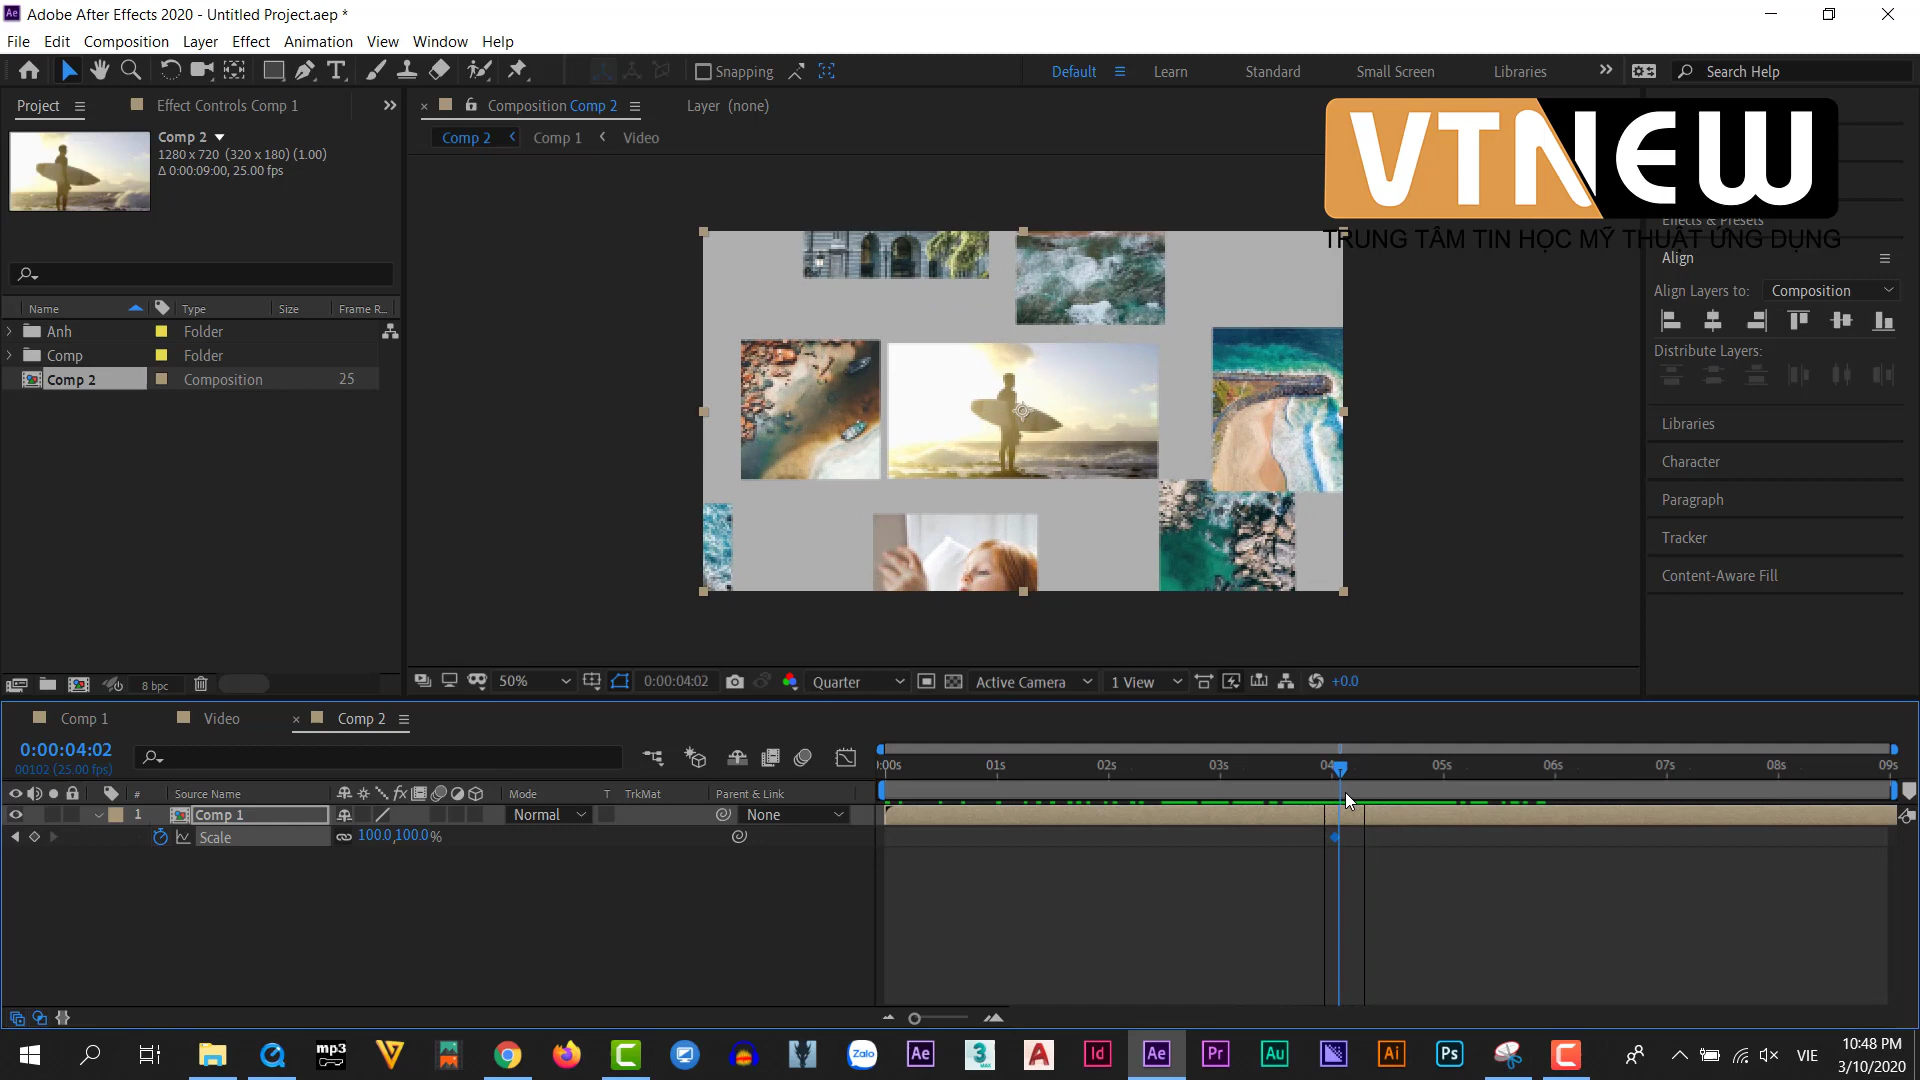 Adobe After Effects 2020 - Untitled Project.aep *
File Edit Composition Layer Effect Animation View Window Help
Snapping
Default Learn Standard Small Screen Libraries Search Help
Project Effect Controls Comp 1
Composition Comp 2 Layer (none)
Comp 2
1280 x 720 (320 x 180) (1.00)
Δ 0:00:09:00, 25.00 fps
Comp 2 Comp 1 Video
VTNEW
TRUNG TÂM TIN HỌC MỸ THUẬT ỨNG DỤNG
Effects & Presets
Align
Align Layers to: Composition
Distribute Layers:
Libraries
Character
Paragraph
Tracker
Content-Aware Fill
Name Type Size Frame R...
Anh Folder
Comp Folder
Comp 2 Composition 25
8 bpc
50% 0:00:04:02 Quarter Active Camera 1 View +0.0
Comp 1 Video Comp 2
0:00:04:02
00102 (25.00 fps)
:00s 01s 02s 03s 04s 05s 06s 07s 08s 09s
# Source Name fx Mode T TrkMat Parent & Link
1 Comp 1 Normal None
Scale 100.0,100.0%
mp3 Zalo Ae 3 MAX A Id Ae Pr Au Ai Ps VIE
10:48 PM
3/10/2020